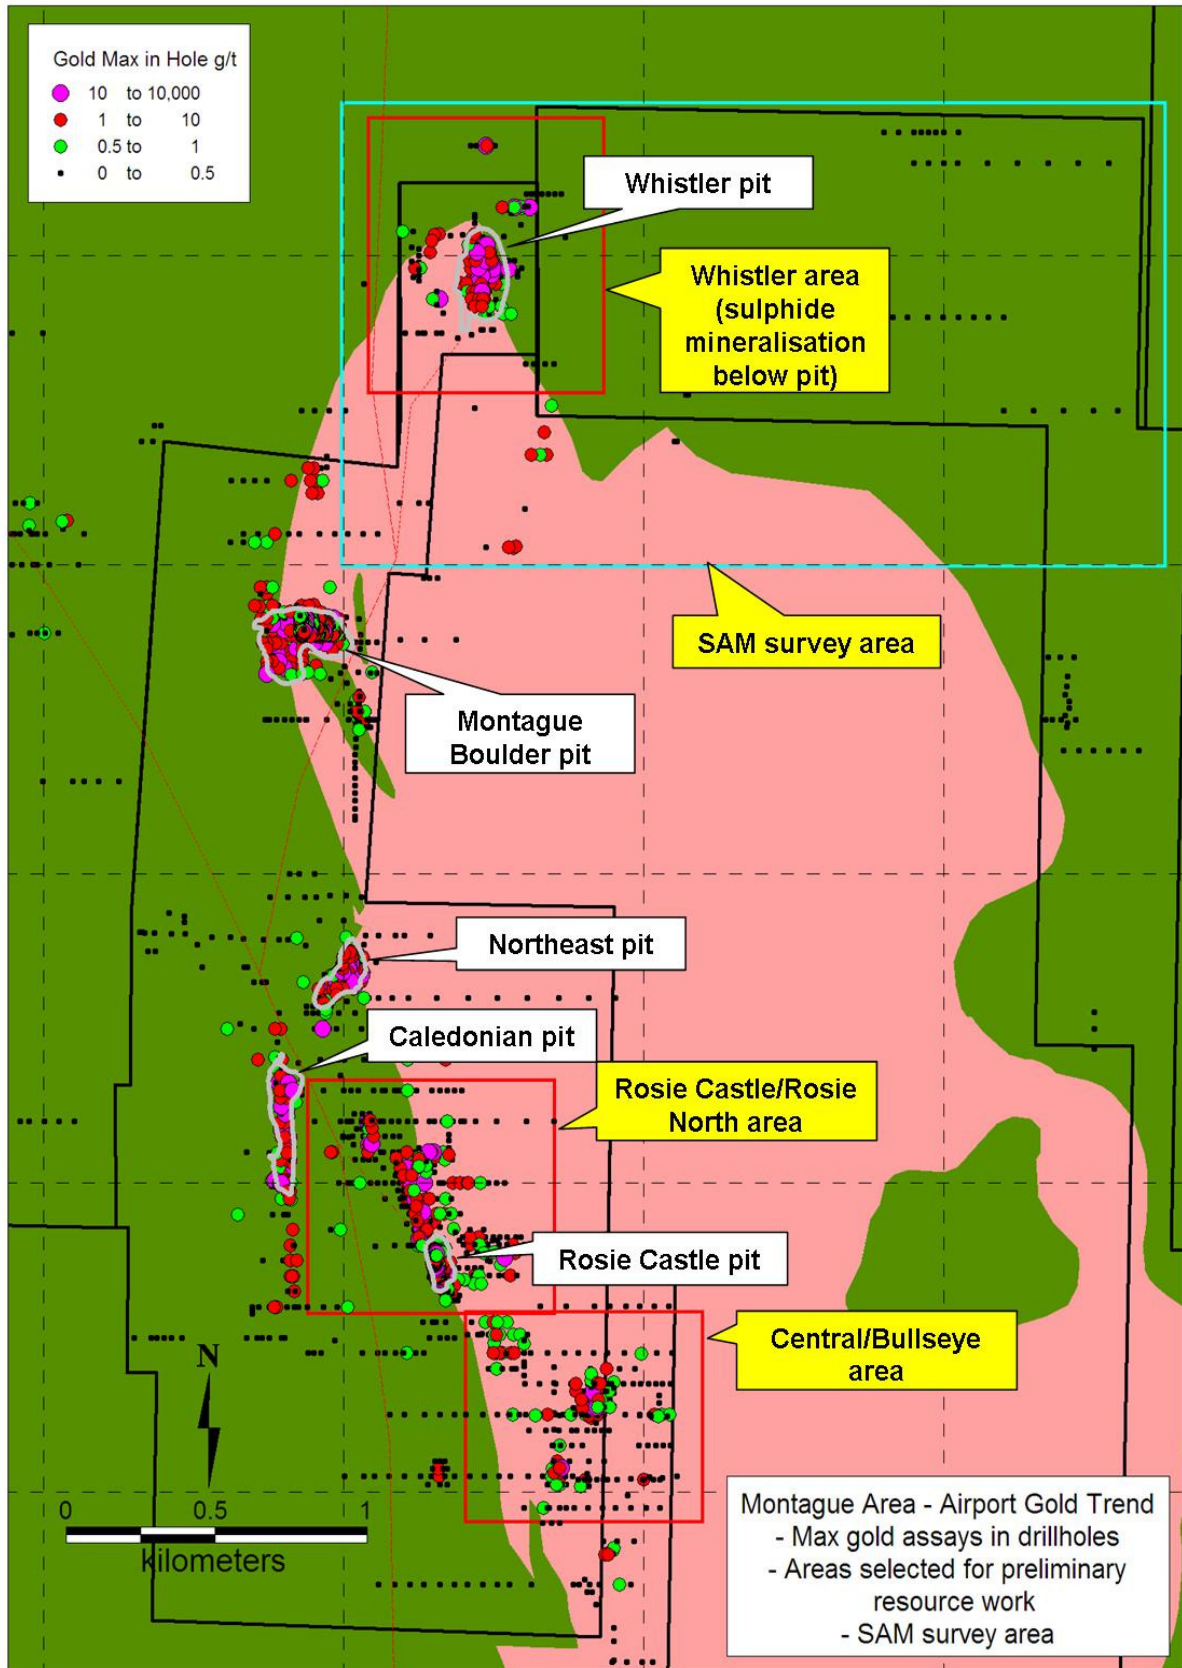 Gold Max in Hole g/t
10 to 10,000
1 to 10
0.5 to 1
0 to 0.5
Whistler pit
Whistler area
(sulphide
mineralisation
below pit)
SAM survey area
Montague
Boulder pit
Northeast pit
Caledonian pit
Rosie Castle/Rosie
North area
Rosie Castle pit
Central/Bullseye
area
N
0 0.5 1
kilometers
Montague Area - Airport Gold Trend
- Max gold assays in drillholes
- Areas selected for preliminary
resource work
- SAM survey area